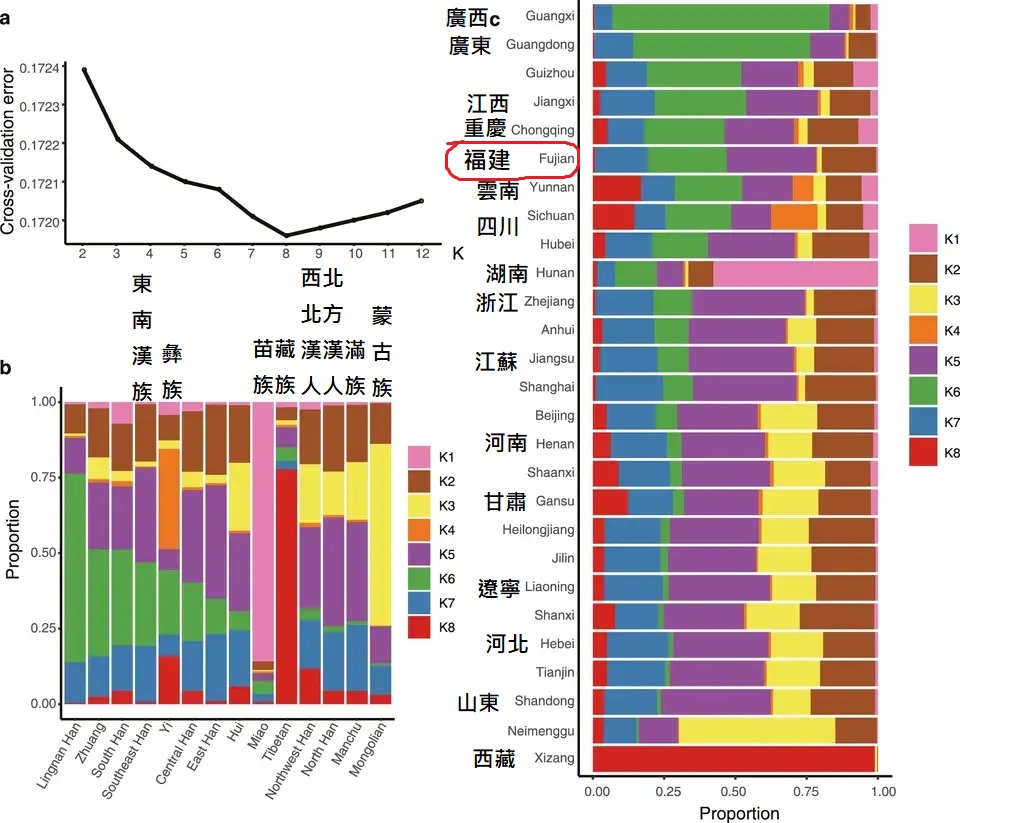 a
Cross-validation error
0.1724
0.1723
0.1722
0.1721
0.1720
2 3 4 5 6 7 8 9 10 11 12 K
b
東南漢族
彝族
苗族
藏族
西北漢人
北方漢人
滿族
蒙古族
Proportion
1.00
0.75
0.50
0.25
0.00
Lingnan Han
Zhuang
South Han
Southeast Han
Yi
Central Han
East Han
Hui
Miao
Tibetan
Northwest Han
North Han
Manchu
Mongolian
K1
K2
K3
K4
K5
K6
K7
K8
c
廣西 Guangxi
廣東 Guangdong
Guizhou
江西 Jiangxi
重慶 Chongqing
福建 Fujian
雲南 Yunnan
四川 Sichuan
Hubei
湖南 Hunan
浙江 Zhejiang
Anhui
江蘇 Jiangsu
Shanghai
Beijing
河南 Henan
Shaanxi
甘肅 Gansu
Heilongjiang
Jilin
遼寧 Liaoning
Shanxi
河北 Hebei
Tianjin
山東 Shandong
Neimenggu
西藏 Xizang
0.00 0.25 0.50 0.75 1.00
Proportion
K1
K2
K3
K4
K5
K6
K7
K8